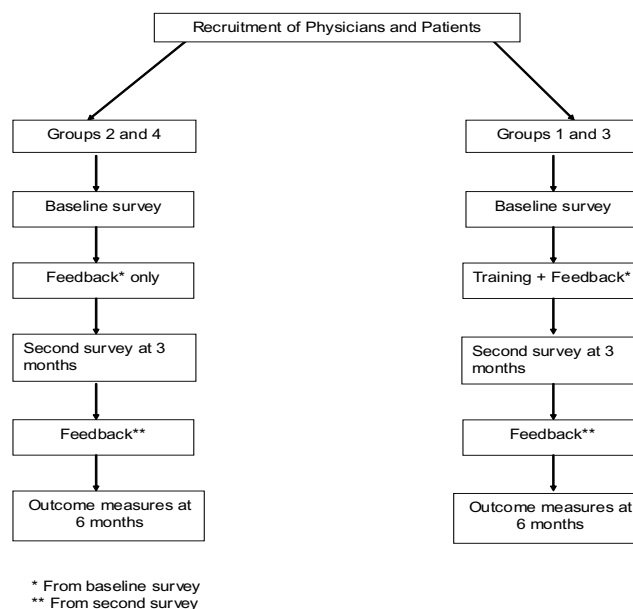 Recruitment of Physicians and Patients
Groups 2 and 4
Baseline survey
Feedback* only
Second survey at 3
months
Feedback**
Outcome measures at
6 months
Groups 1 and 3
Baseline survey
Training + Feedback*
Second survey at 3
months
Feedback**
Outcome measures at
6 months
* From baseline survey
** From second survey